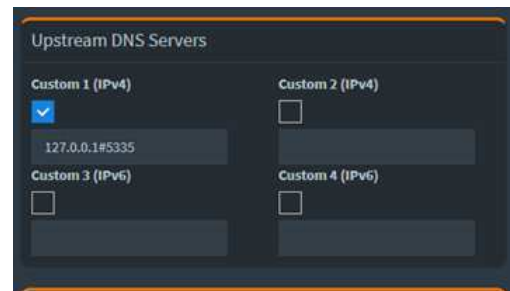 Upstream DNS Servers
Custom 1 (IPv4)
Custom 2 (IPv4)
127.0.0.1#5335
Custom 3 (IPv6)
Custom 4 (IPv6)